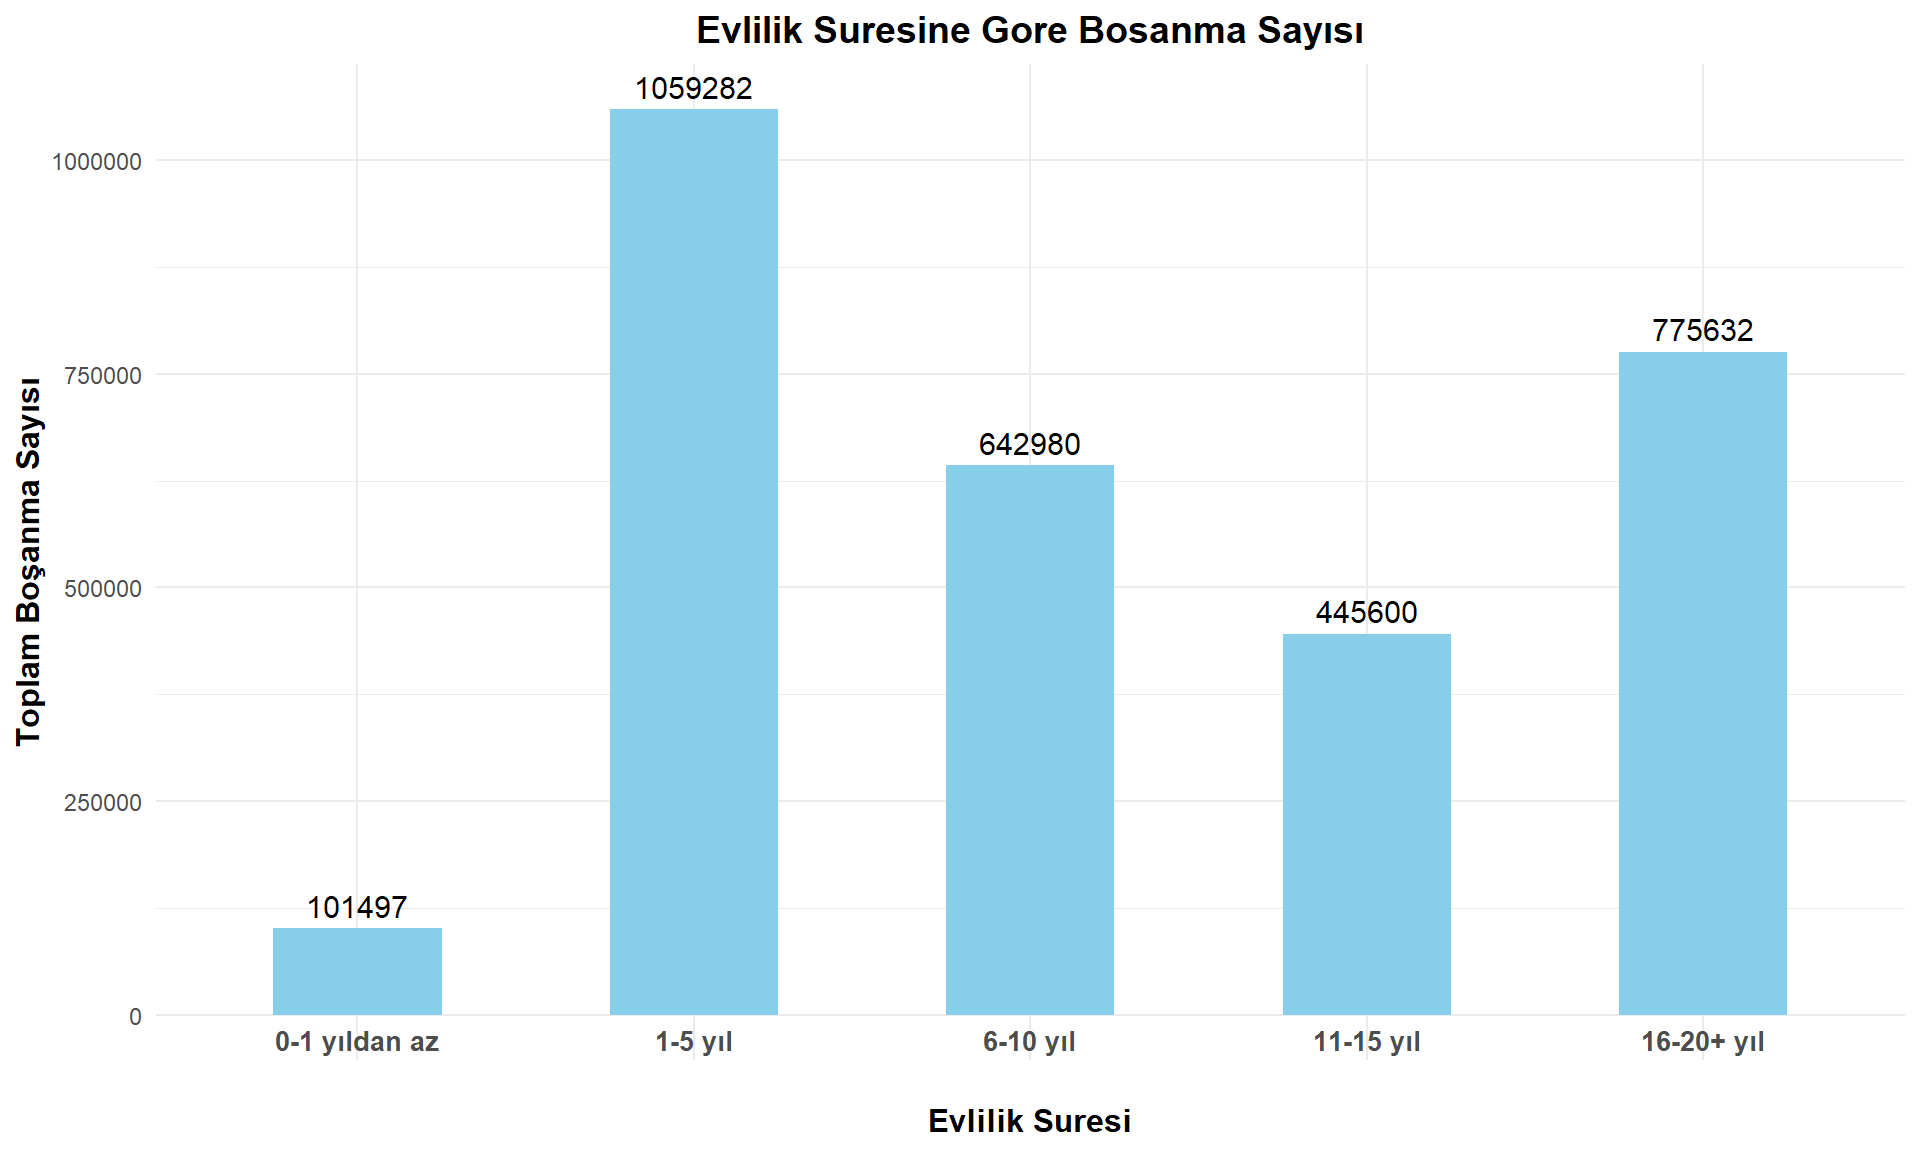 Evlilik Suresine Gore Bosanma Sayısı
Toplam Boşanma Sayısı
1000000
750000
500000
250000
0
1059282
775632
642980
445600
101497
0-1 yıldan az
1-5 yıl
6-10 yıl
11-15 yıl
16-20+ yıl
Evlilik Suresi